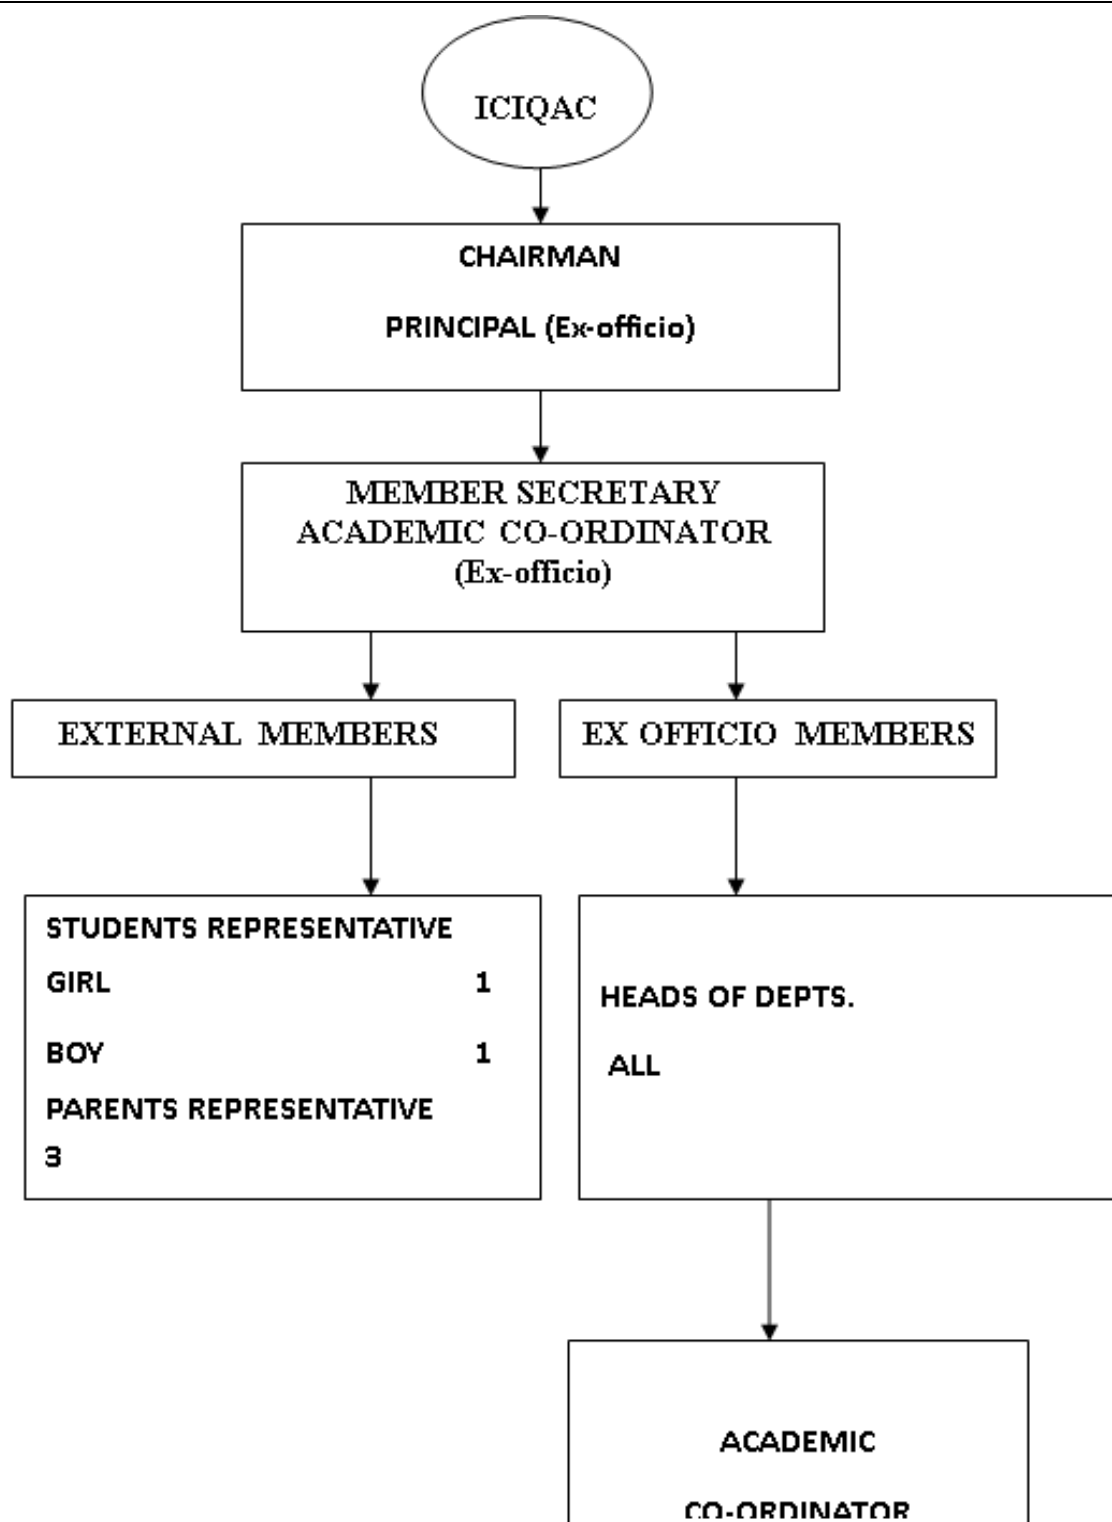 ICIQAC
CHAIRMAN
PRINCIPAL (Ex-officio)
MEMBER SECRETARY
ACADEMIC CO-ORDINATOR
(Ex-officio)
EXTERNAL MEMBERS
EX OFFICIO MEMBERS
STUDENTS REPRESENTATIVE
GIRL 1
BOY 1
PARENTS REPRESENTATIVE
3
HEADS OF DEPTS.
ALL
ACADEMIC
CO-ORDINATOR